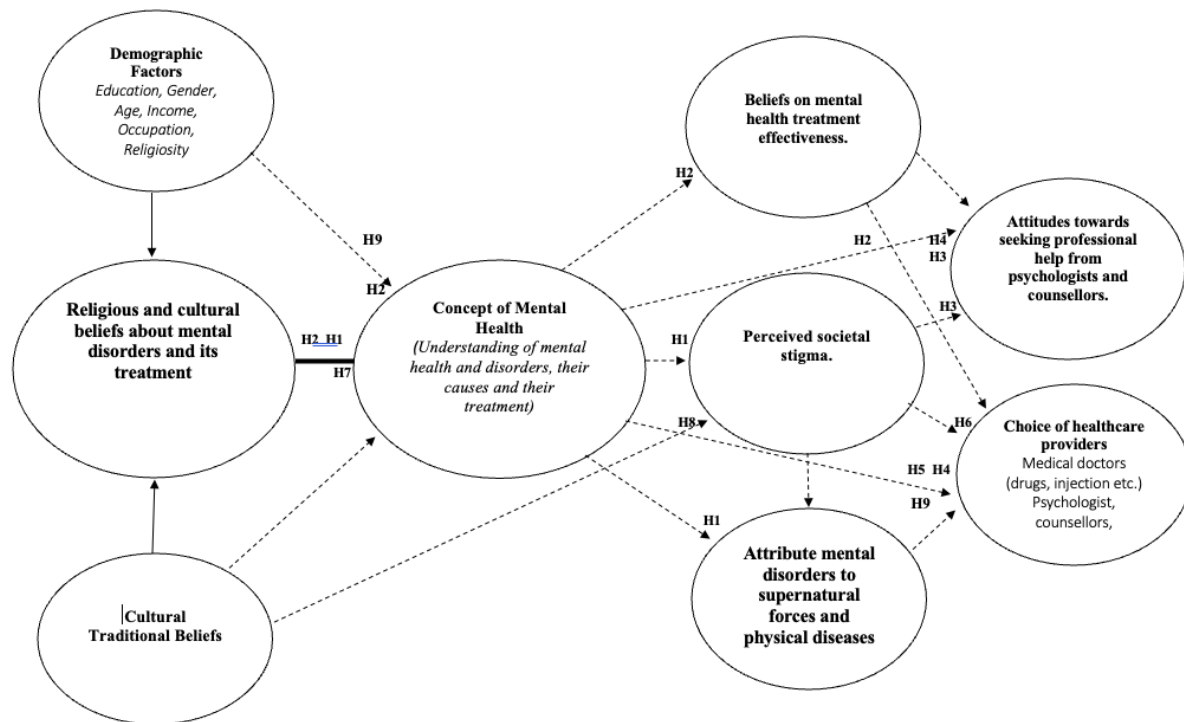 Demographic
Factors
Education, Gender,
Age, Income,
Occupation,
Religiosity
Beliefs on mental
health treatment
effectiveness.
H2
H9
H2
H2
H4
H3
Attitudes towards
seeking professional
help from
psychologists and
counsellors.
Religious and cultural
beliefs about mental
disorders and its
treatment
H2 H1
H7
Concept of Mental
Health
(Understanding of mental
health and disorders, their
causes and their
treatment)
H1
Perceived societal
stigma.
H3
H8
H6
H5 H4
H9
Choice of healthcare
providers
Medical doctors
(drugs, injection etc.)
Psychologist,
counsellors,
H1
Attribute mental
disorders to
supernatural
forces and
physical diseases
Cultural
Traditional Beliefs